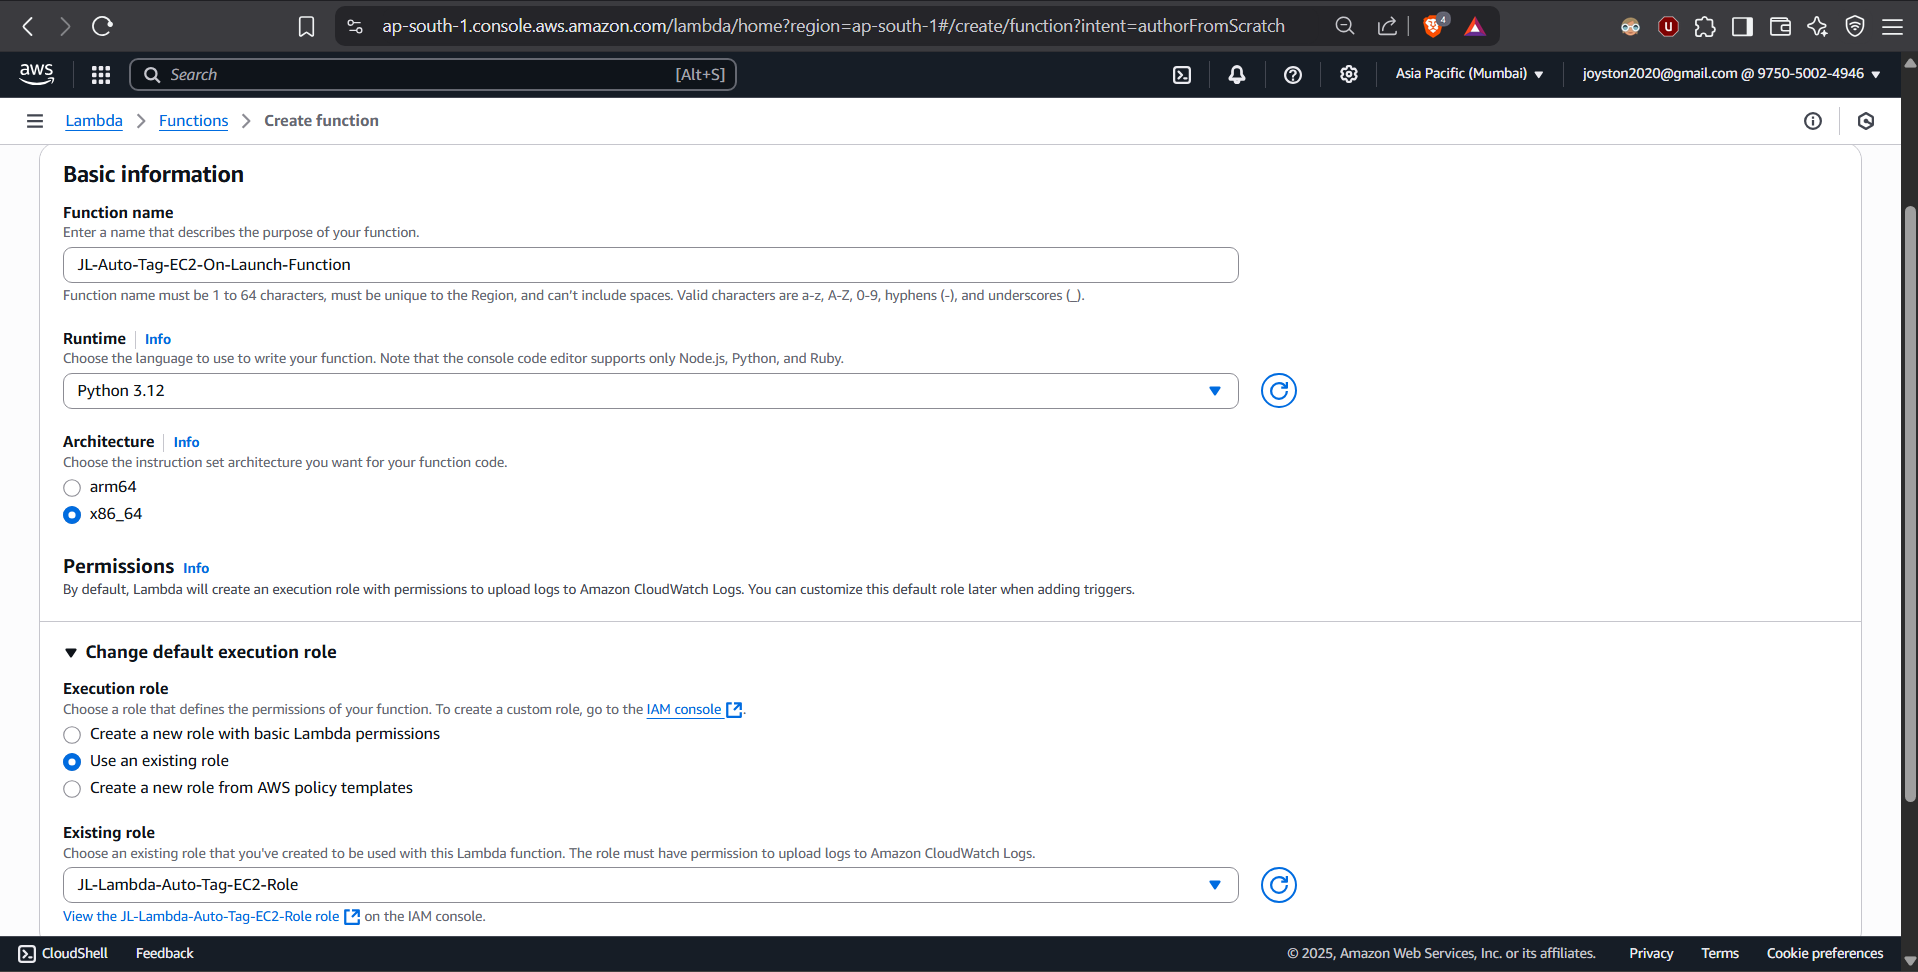 ap-south-1.console.aws.amazon.com/lambda/home?region=ap-south-1#/create/function?intent=authorFromScratch
4
U
aws
Search
[Alt+S]
Asia Pacific (Mumbai)
joyston2020@gmail.com @ 9750-5002-4946
Lambda
Functions
Create function
Basic information
Function name
Enter a name that describes the purpose of your function.
JL-Auto-Tag-EC2-On-Launch-Function
Function name must be 1 to 64 characters, must be unique to the Region, and can't include spaces. Valid characters are a-z, A-Z, 0-9, hyphens (-), and underscores (_).
Runtime Info
Choose the language to use to write your function. Note that the console code editor supports only Node.js, Python, and Ruby.
Python 3.12
Architecture Info
Choose the instruction set architecture you want for your function code.
arm64
x86_64
Permissions Info
By default, Lambda will create an execution role with permissions to upload logs to Amazon CloudWatch Logs. You can customize this default role later when adding triggers.
Change default execution role
Execution role
Choose a role that defines the permissions of your function. To create a custom role, go to the IAM console.
Create a new role with basic Lambda permissions
Use an existing role
Create a new role from AWS policy templates
Existing role
Choose an existing role that you've created to be used with this Lambda function. The role must have permission to upload logs to Amazon CloudWatch Logs.
JL-Lambda-Auto-Tag-EC2-Role
View the JL-Lambda-Auto-Tag-EC2-Role role on the IAM console.
CloudShell
Feedback
© 2025, Amazon Web Services, Inc. or its affiliates.
Privacy
Terms
Cookie preferences